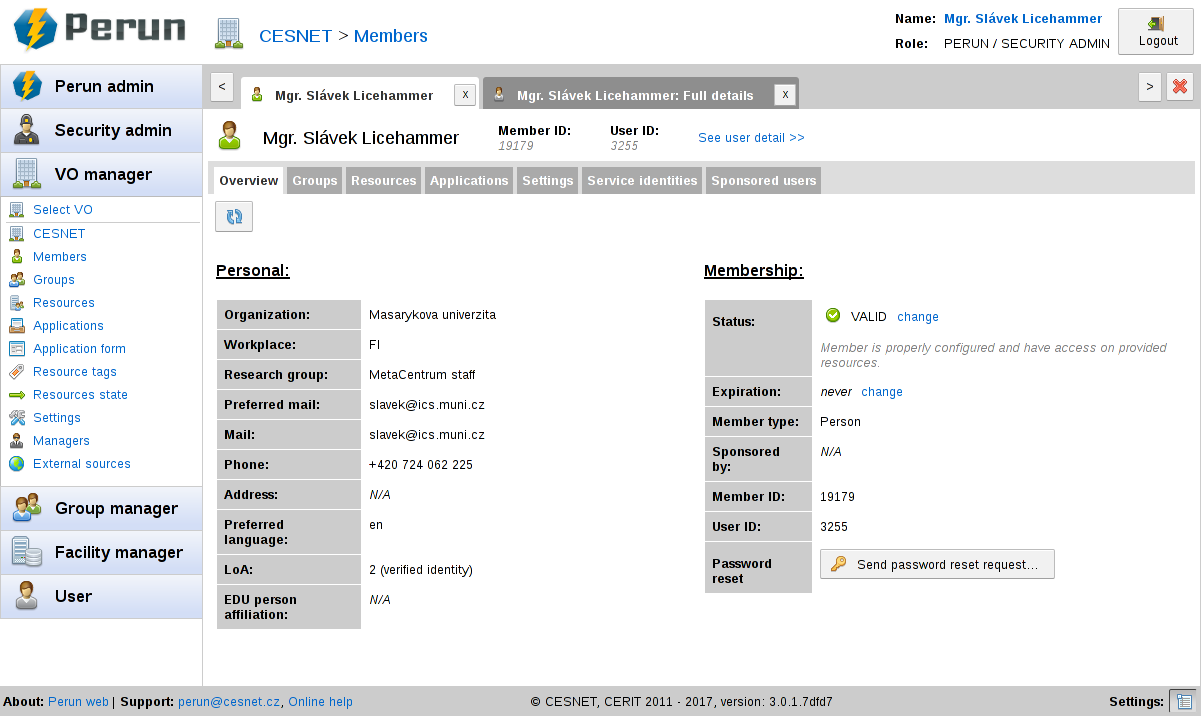 Perun
CESNET > Members
Name: Mgr. Slávek Licehammer
Role: PERUN / SECURITY ADMIN
Logout
Perun admin
Security admin
VO manager
Select VO
CESNET
Members
Groups
Resources
Applications
Application form
Resource tags
Resources state
Settings
Managers
External sources
Group manager
Facility manager
User
< Mgr. Slávek Licehammer x Mgr. Slávek Licehammer: Full details x >
Mgr. Slávek Licehammer
Member ID: 19179
User ID: 3255
See user detail >>
Overview Groups Resources Applications Settings Service identities Sponsored users
Personal:
Organization: Masarykova univerzita
Workplace: FI
Research group: MetaCentrum staff
Preferred mail: slavek@ics.muni.cz
Mail: slavek@ics.muni.cz
Phone: +420 724 062 225
Address: N/A
Preferred language: en
LoA: 2 (verified identity)
EDU person affiliation: N/A
Membership:
Status: VALID change
Member is properly configured and have access on provided
resources.
Expiration: never change
Member type: Person
Sponsored by: N/A
Member ID: 19179
User ID: 3255
Password reset Send password reset request...
About: Perun web | Support: perun@cesnet.cz, Online help
© CESNET, CERIT 2011 - 2017, version: 3.0.1.7dfd7
Settings: